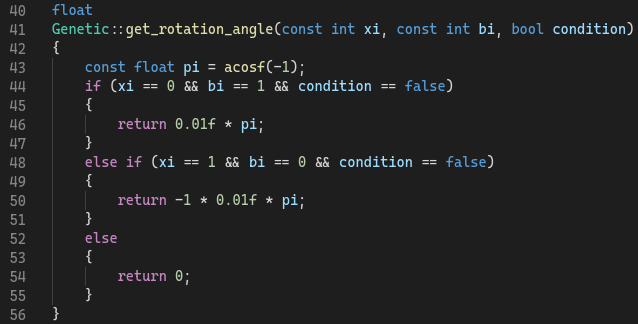 40 float
41 Genetic::get_rotation_angle(const int xi, const int bi, bool condition)
42 {
43     const float pi = acosf(-1);
44     if (xi == 0 && bi == 1 && condition == false)
45     {
46         return 0.01f * pi;
47     }
48     else if (xi == 1 && bi == 0 && condition == false)
49     {
50         return -1 * 0.01f * pi;
51     }
52     else
53     {
54         return 0;
55     }
56 }